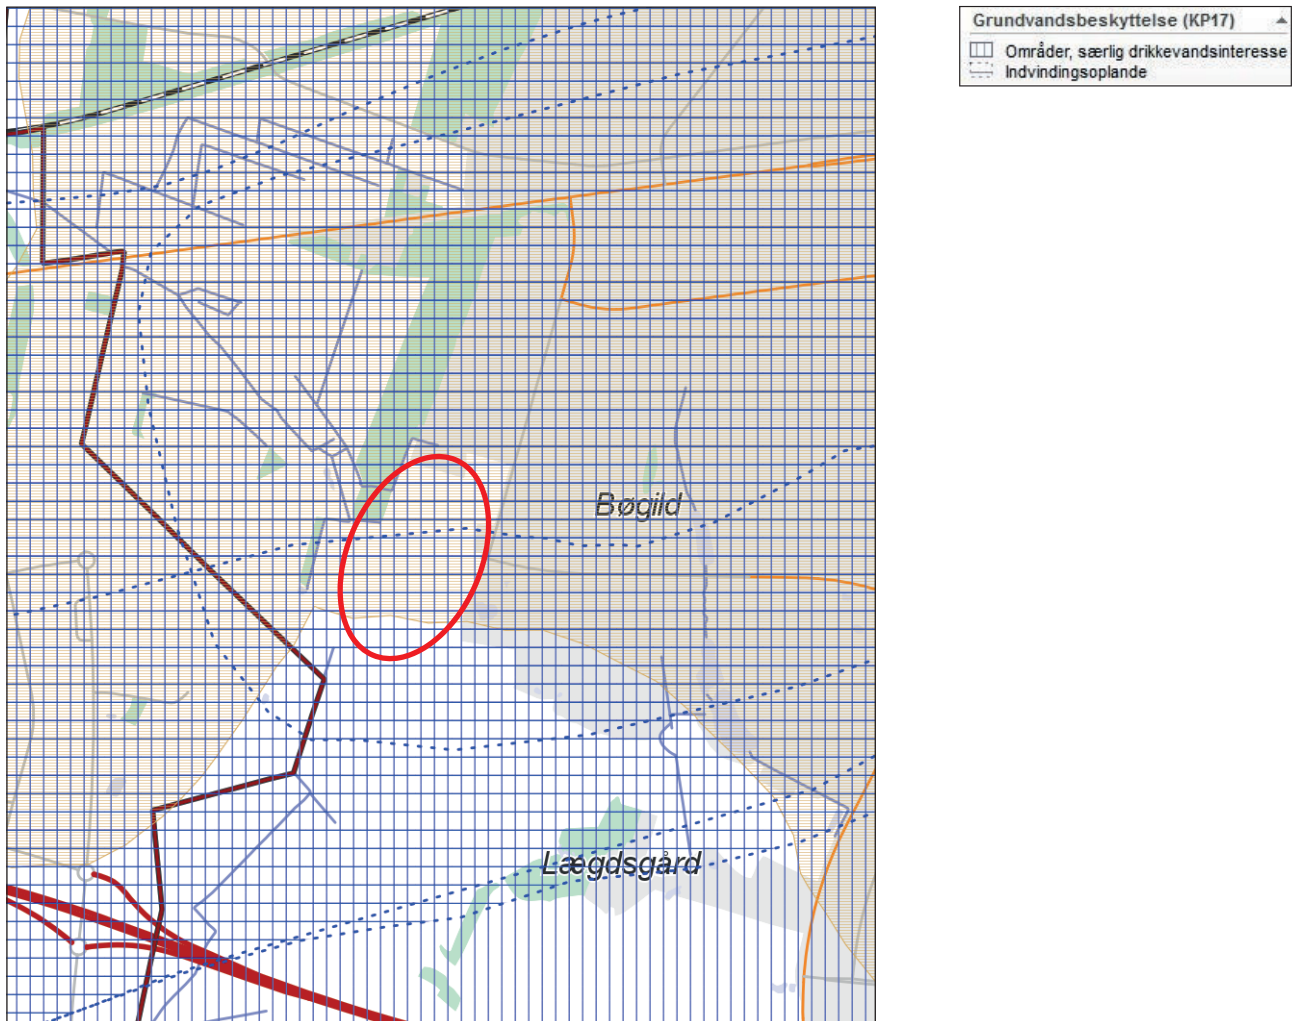 Grundvandsbeskyttelse (KP17)
Områder, særlig drikkevandsinteresse
Indvindingsoplande
Bøgild
Lægdsgård